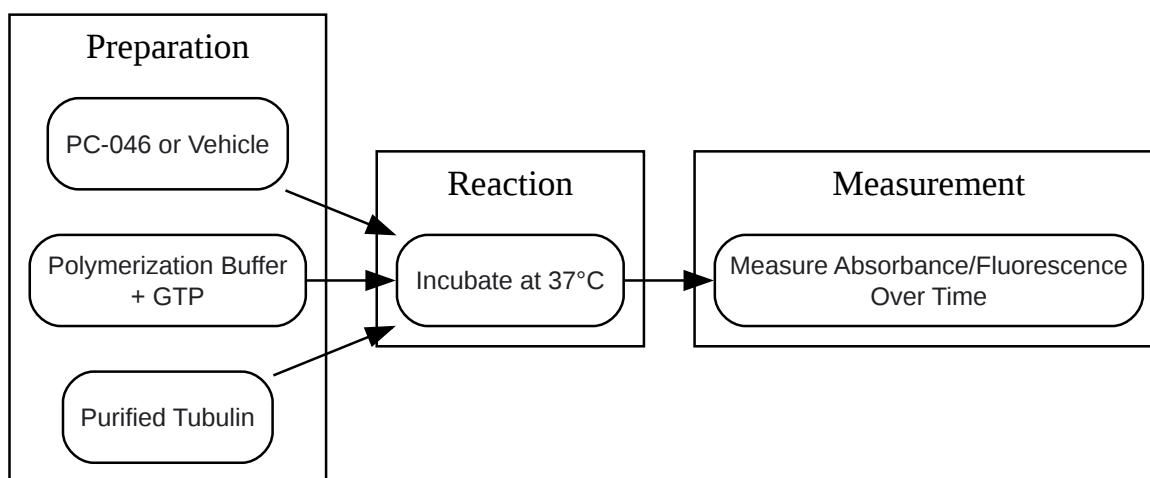 Preparation
PC-046 or Vehicle
Polymerization Buffer
+ GTP
Purified Tubulin
Reaction
Incubate at 37°C
Measurement
Measure Absorbance/Fluorescence
Over Time